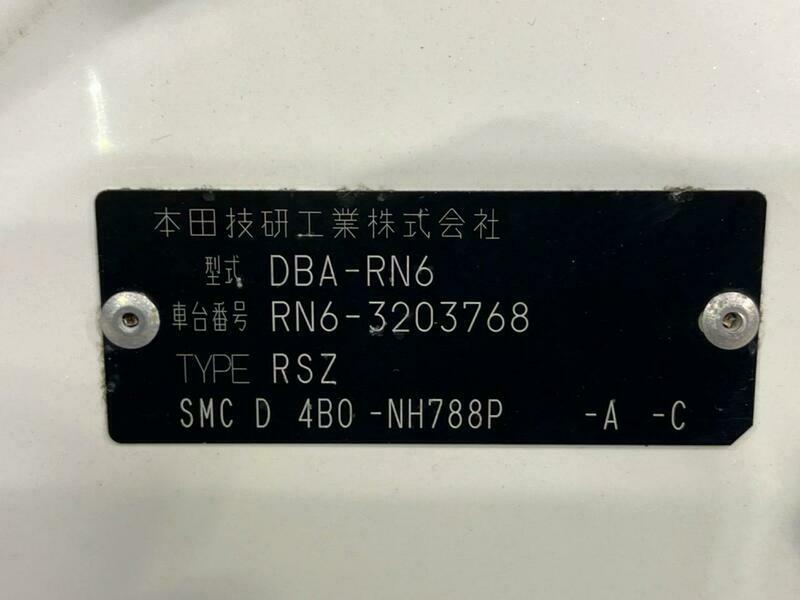 本田技研工業株式会社
型式 DBA-RN6
車台番号 RN6-3203768
TYPE RSZ
SMC D 4B0 -NH788P -A -C